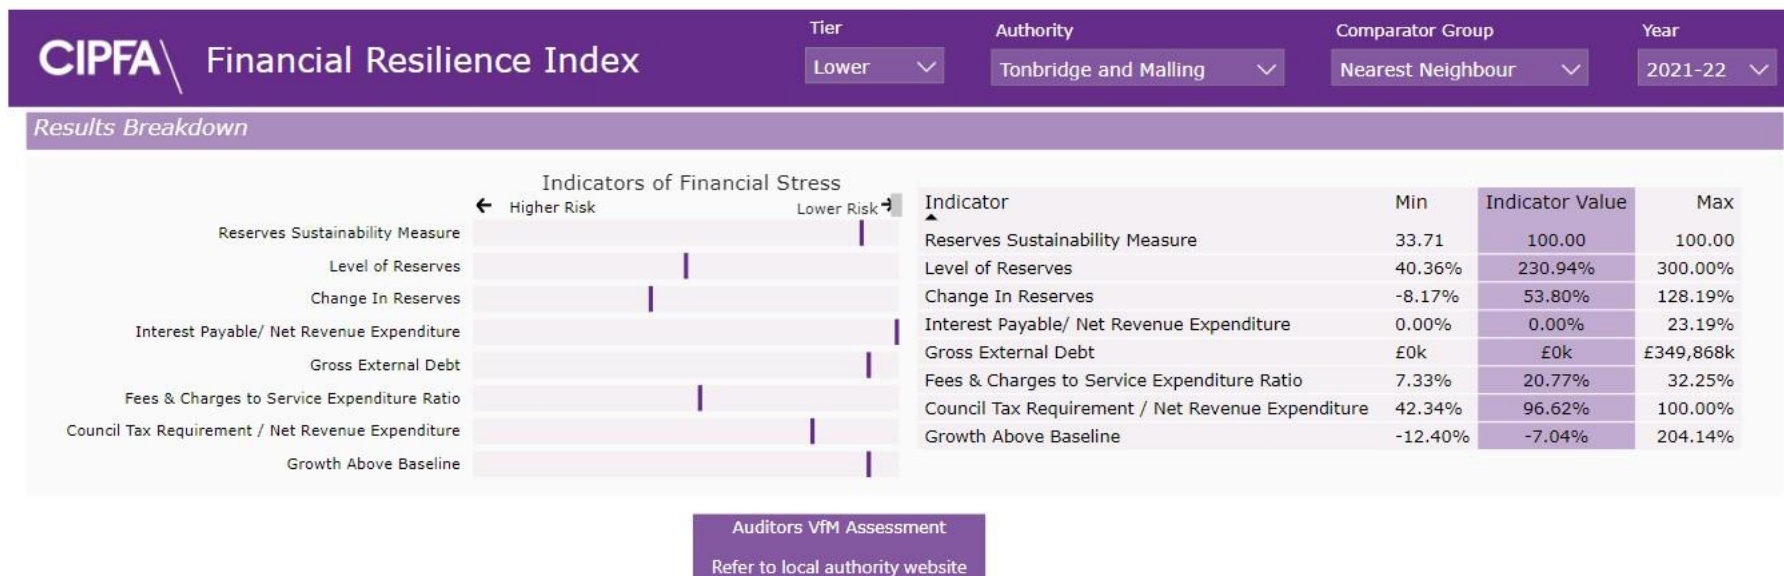 CIPFA\ Financial Resilience Index
Tier
Lower
Authority
Tonbridge and Malling
Comparator Group
Nearest Neighbour
Year
2021-22
Results Breakdown
Indicators of Financial Stress
Higher Risk Lower Risk
Reserves Sustainability Measure
Level of Reserves
Change In Reserves
Interest Payable/ Net Revenue Expenditure
Gross External Debt
Fees & Charges to Service Expenditure Ratio
Council Tax Requirement / Net Revenue Expenditure
Growth Above Baseline
Indicator Min Indicator Value Max
Reserves Sustainability Measure 33.71 100.00 100.00
Level of Reserves 40.36% 230.94% 300.00%
Change In Reserves -8.17% 53.80% 128.19%
Interest Payable/ Net Revenue Expenditure 0.00% 0.00% 23.19%
Gross External Debt £0k £0k £349,868k
Fees & Charges to Service Expenditure Ratio 7.33% 20.77% 32.25%
Council Tax Requirement / Net Revenue Expenditure 42.34% 96.62% 100.00%
Growth Above Baseline -12.40% -7.04% 204.14%
Auditors VfM Assessment
Refer to local authority website